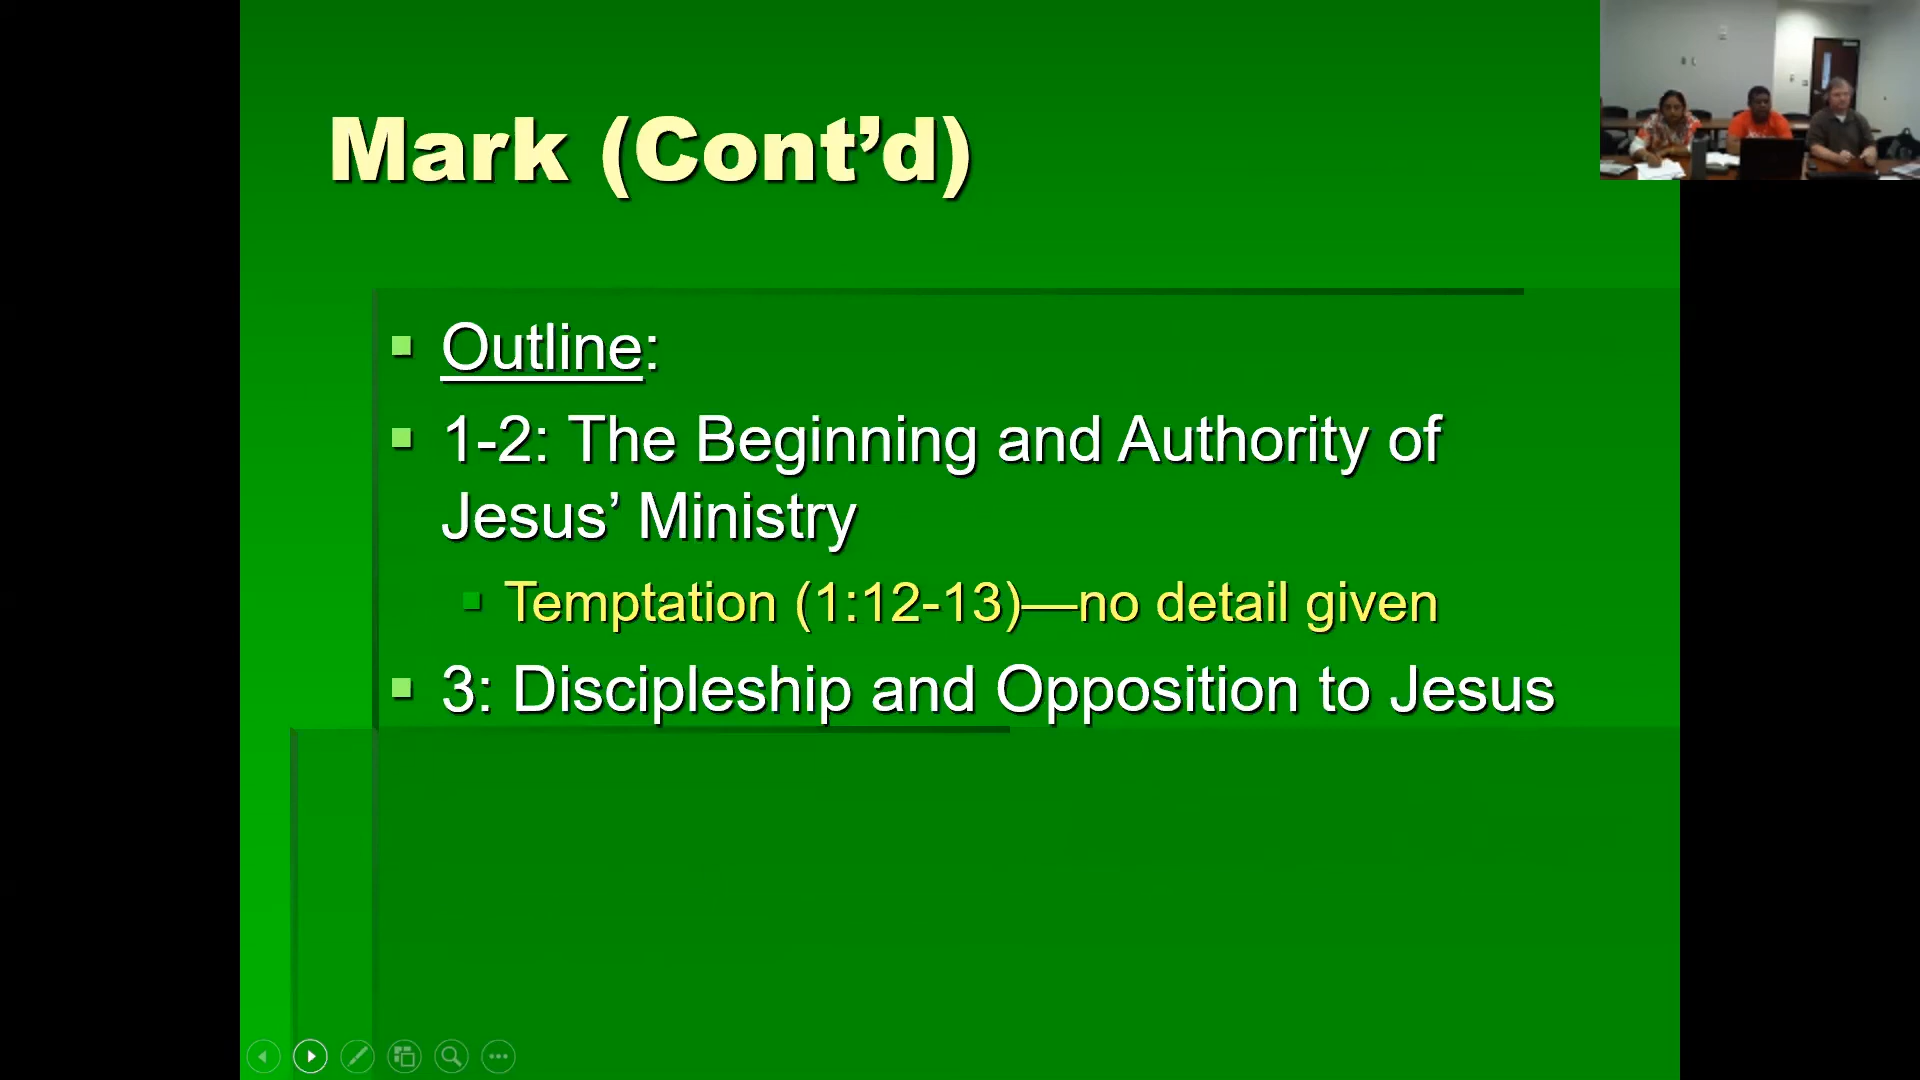 Mark (Cont’d)
Outline:
1-2: The Beginning and Authority of
Jesus’ Ministry
Temptation (1:12-13)—no detail given
3: Discipleship and Opposition to Jesus